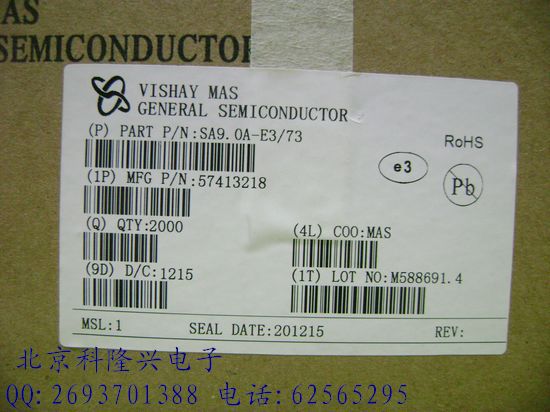 MAS
SEMICONDUCTOR
VISHAY MAS
GENERAL SEMICONDUCTOR
(P) PART P/N:SA9.0A-E3/73
RoHS
(1P) MFG P/N:57413218
e3
Pb
(Q) QTY:2000
(4L) COO:MAS
(9D) D/C:1215
(1T) LOT NO:M588691.4
MSL:1 SEAL DATE:201215 REV:
北京科隆兴电子
QQ:2693701388 电话:62565295